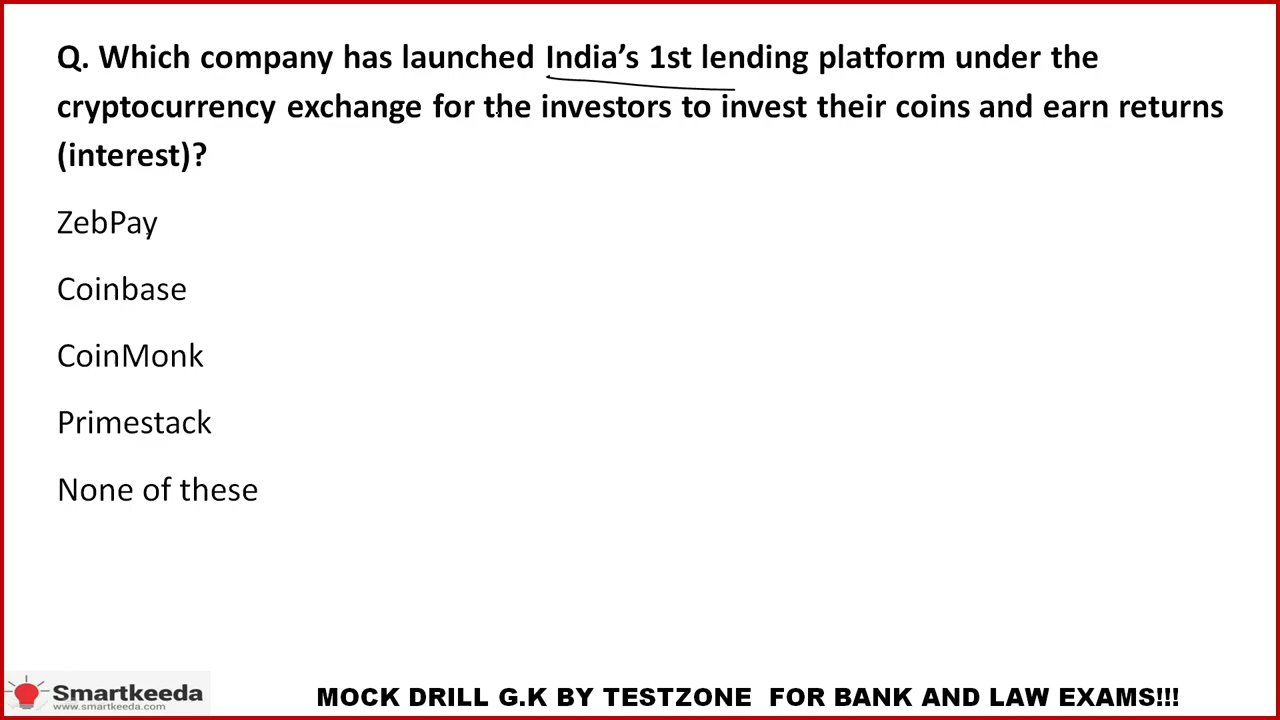 Q. Which company has launched India’s 1st lending platform under the
cryptocurrency exchange for the investors to invest their coins and earn returns
(interest)?
ZebPay
Coinbase
CoinMonk
Primestack
None of these
Smartkeeda
www.smartkeeda.com
MOCK DRILL G.K BY TESTZONE FOR BANK AND LAW EXAMS!!!